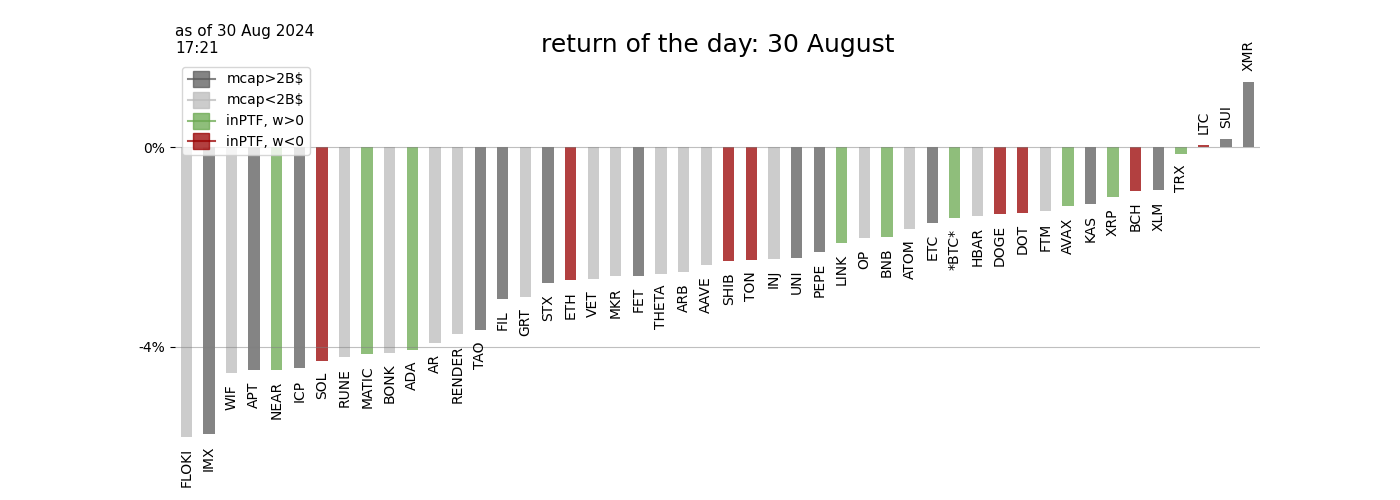 as of 30 Aug 2024
17:21
return of the day: 30 August
mcap>2B$
mcap<2B$
inPTF, w>0
inPTF, w<0
0%
-4%
FLOKI
IMX
WIF
APT
NEAR
ICP
SOL
RUNE
MATIC
BONK
ADA
AR
RENDER
TAO
FIL
GRT
STX
ETH
VET
MKR
FET
THETA
ARB
AAVE
SHIB
TON
INJ
UNI
PEPE
LINK
OP
BNB
ATOM
ETC
*BTC*
HBAR
DOGE
DOT
FTM
AVAX
KAS
XRP
BCH
XLM
TRX
LTC
SUI
XMR